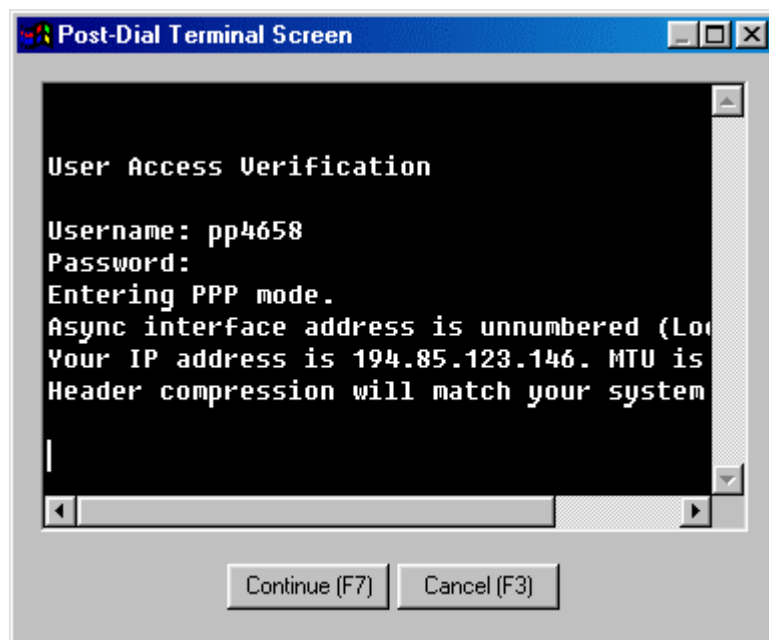 Post-Dial Terminal Screen
User Access Verification
Username: pp4658
Password:
Entering PPP mode.
Async interface address is unnumbered (Lo
Your IP address is 194.85.123.146. MTU is
Header compression will match your system
Continue (F7)
Cancel (F3)